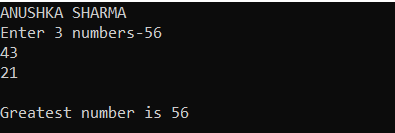 ANUSHKA SHARMA
Enter 3 numbers-56
43
21
Greatest number is 56